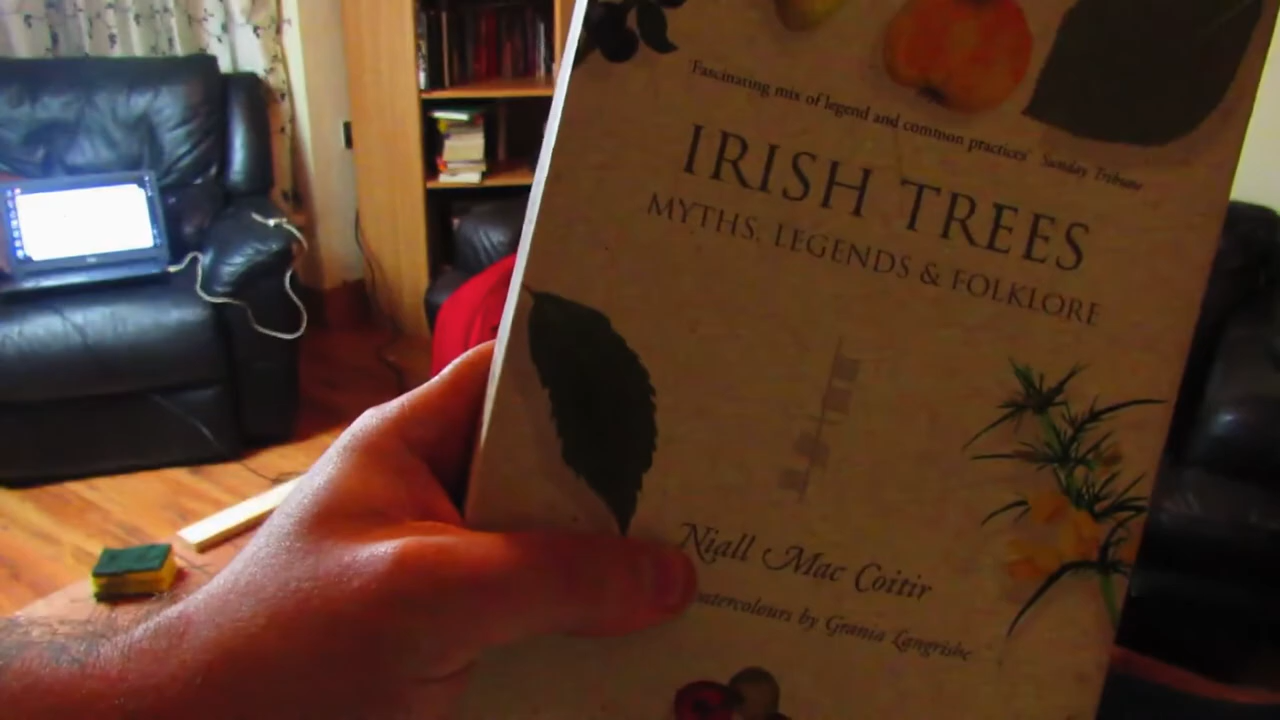 'Fascinating mix of legend and common practices' Sunday Tribune
IRISH TREES
MYTHS, LEGENDS & FOLKLORE
Niall Mac Coitir
watercolours by Grania Langrishe